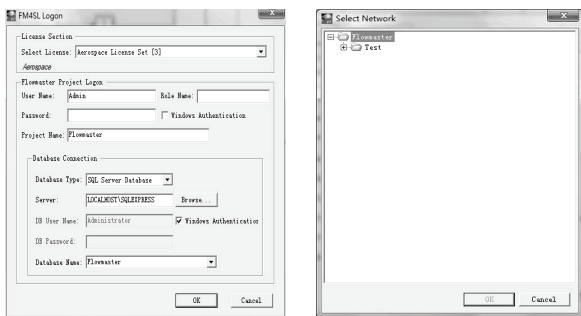 FM4SL Logon
License Section
Select License: Aerospace License Set [3]
Aerospace
Flowmaster Project Logon
User Name: Admin Role Name:
Password: Windows Authentication
Project Name: Flowmaster
Database Connection
Database Type: SQL Server Database
Server: LOCALHOST\SQLEXPRESS Browse...
DB User Name: Administrator Windows Authentication
DB Password:
Database Name: Flowmaster
OK Cancel
Select Network
Flowmaster
Test
OK Cancel